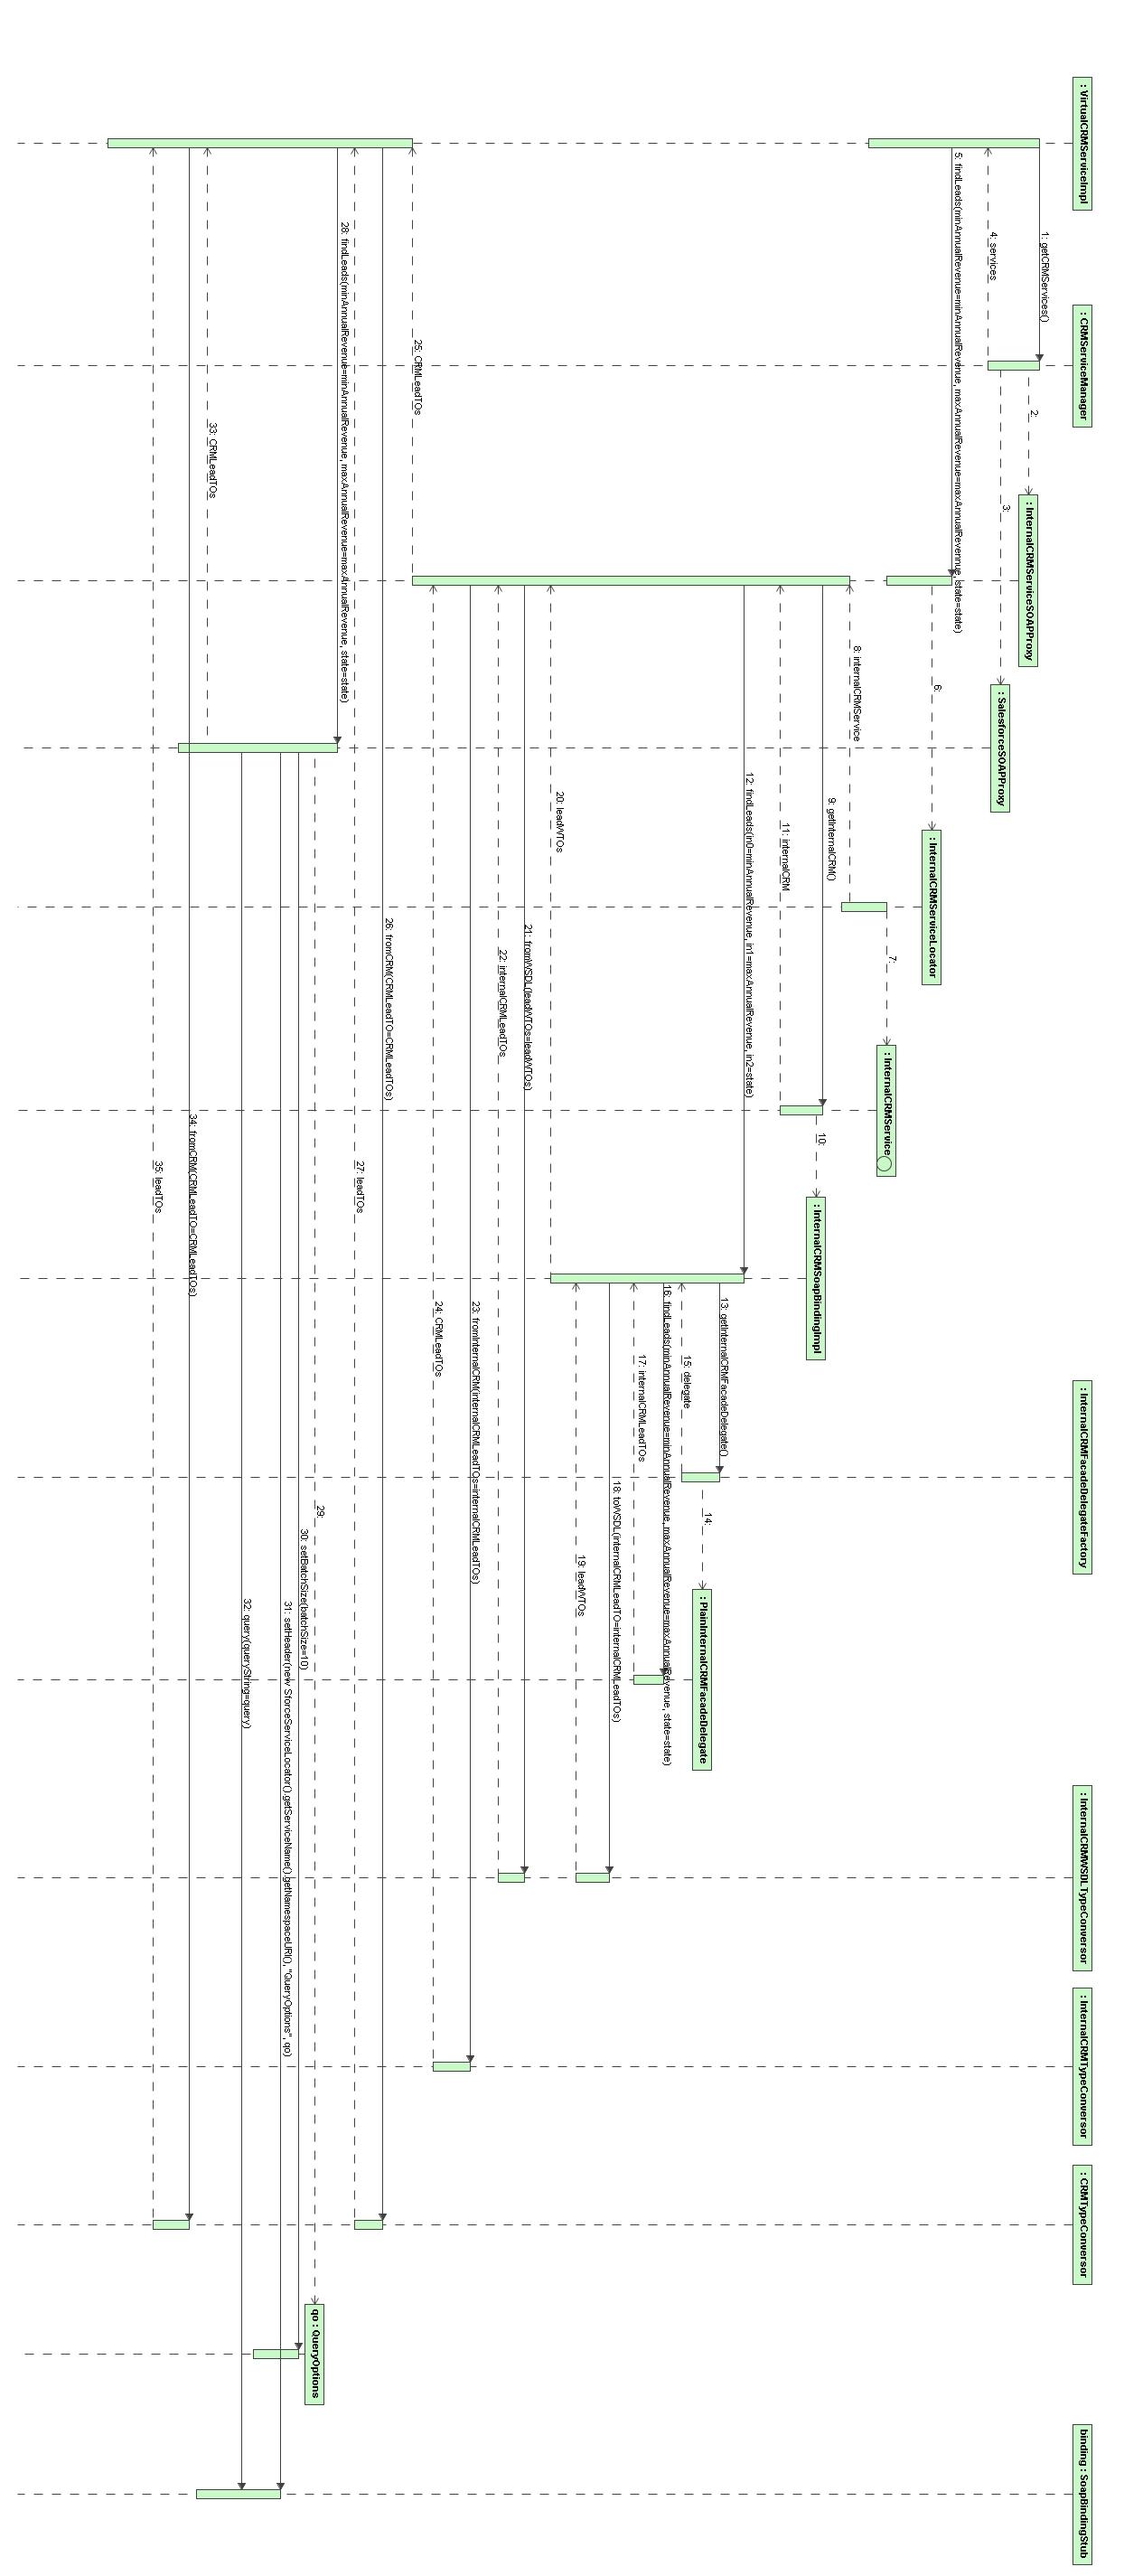 : VirtualCRMServiceImpl
: CRMServiceManager
: InternalCRMServiceSOAPProxy
: SalesforceSOAPProxy
: InternalCRMServiceLocator
: InternalCRMService
: InternalCRMSoapBindingImpl
: InternalCRMFacadeDelegateFactory
: PlainInternalCRMFacadeDelegate
: InternalCRMWSDLTypeConversor
: InternalCRMTypeConversor
: CRMTypeConversor
qo : QueryOptions
binding : SoapBindingStub
1: getCRMServices()
2:
3:
4: services
5: findLeads(minAnnualRevenue=minAnnualRevenue, maxAnnualRevenue=maxAnnualRevennue, state=state)
6:
7:
8: internalCRMService
9: getInternalCRM()
10:
11: internalCRM
12: findLeads(in0=minAnnualRevenue, in1=maxAnnualRevenue, in2=state)
13: getInternalCRMFacadeDelegate()
14:
15: delegate
16: findLeads(minAnnualRevenue=minAnnualRevenue, maxAnnualRevenue=maxAnnualRevenue, state=state)
17: internalCRMLeadTOs
18: toWSDL(internalCRMLeadTO=internalCRMLeadTOs)
19: leadWTOs
20: leadWTOs
21: fromWSDL(leadWTOs=leadWTOs)
22: internalCRMLeadTOs
23: fromInternalCRM(internalCRMLeadTOs=internalCRMLeadTOs)
24: CRMLeadTOs
25: CRMLeadTOs
26: fromCRM(CRMLeadTO=CRMLeadTOs)
27: leadTOs
28: findLeads(minAnnualRevenue=minAnnualRevenue, maxAnnualRevenue=maxAnnualRevenue, state=state)
29:
30: setBatchSize(batchSize=10)
31: setHeader(new SforceServiceLocator().getServiceName().getNamespaceURI(), "QueryOptions", qo)
32: query(queryString=query)
33: CRMLeadTOs
34: fromCRM(CRMLeadTO=CRMLeadTOs)
35: leadTOs